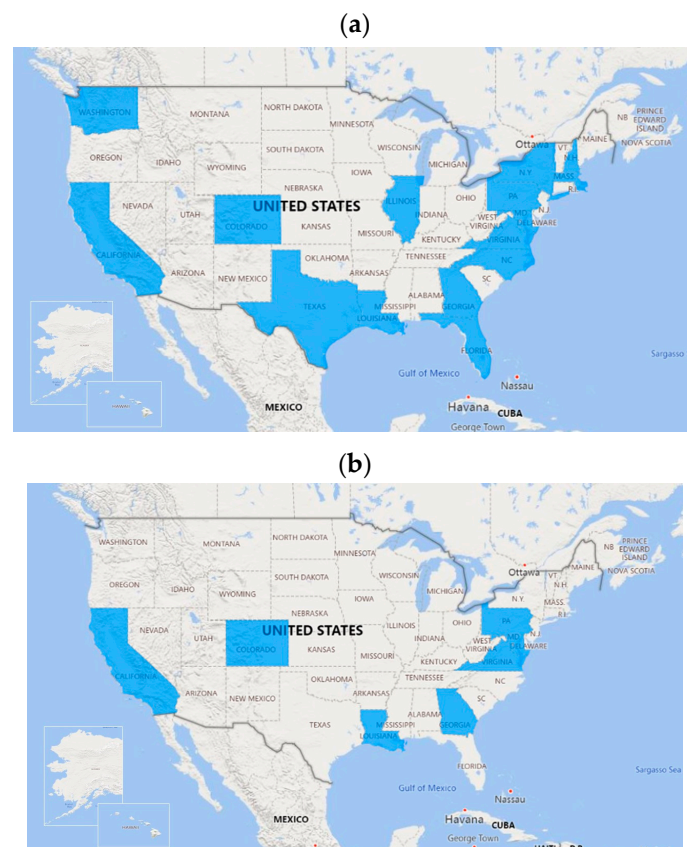 (a)
WASHINGTON
MONTANA
NORTH DAKOTA
MINNESOTA
OREGON
IDAHO
WYOMING
SOUTH DAKOTA
WISCONSIN
MICHIGAN
Ottawa
VT.
N.H.
MAINE
NB
PRINCE
EDWARD
ISLAND
NOVA SCOTIA
N.Y.
MASS.
R.I.
NEVADA
UTAH
COLORADO
NEBRASKA
IOWA
UNITED STATES
KANSAS
MISSOURI
ILLINOIS
INDIANA
OHIO
PA
N.J.
MD
DELAWARE
WEST
VIRGINIA
VIRGINIA
KENTUCKY
CALIFORNIA
ARIZONA
NEW MEXICO
OKLAHOMA
ARKANSAS
TENNESSEE
NC
SC
TEXAS
LOUISIANA
MISSISSIPPI
ALABAMA
GEORGIA
FLORIDA
HAWAII
MEXICO
Gulf of Mexico
Nassau
Havana
CUBA
George Town
Sargasso
(b)
WASHINGTON
MONTANA
NORTH DAKOTA
MINNESOTA
OREGON
IDAHO
WYOMING
SOUTH DAKOTA
WISCONSIN
MICHIGAN
Ottawa
VT.
N.H.
MAINE
NB
PRINCE
EDWARD
ISLAND
NOVA SCOTIA
N.Y.
MASS.
R.I.
NEVADA
UTAH
COLORADO
NEBRASKA
IOWA
UNITED STATES
KANSAS
MISSOURI
ILLINOIS
INDIANA
OHIO
PA
N.J.
MD
DELAWARE
WEST
VIRGINIA
VIRGINIA
KENTUCKY
CALIFORNIA
ARIZONA
NEW MEXICO
OKLAHOMA
ARKANSAS
TENNESSEE
NC
SC
TEXAS
LOUISIANA
MISSISSIPPI
ALABAMA
GEORGIA
FLORIDA
HAWAII
MEXICO
Gulf of Mexico
Nassau
Havana
CUBA
George Town
Sargasso Sea